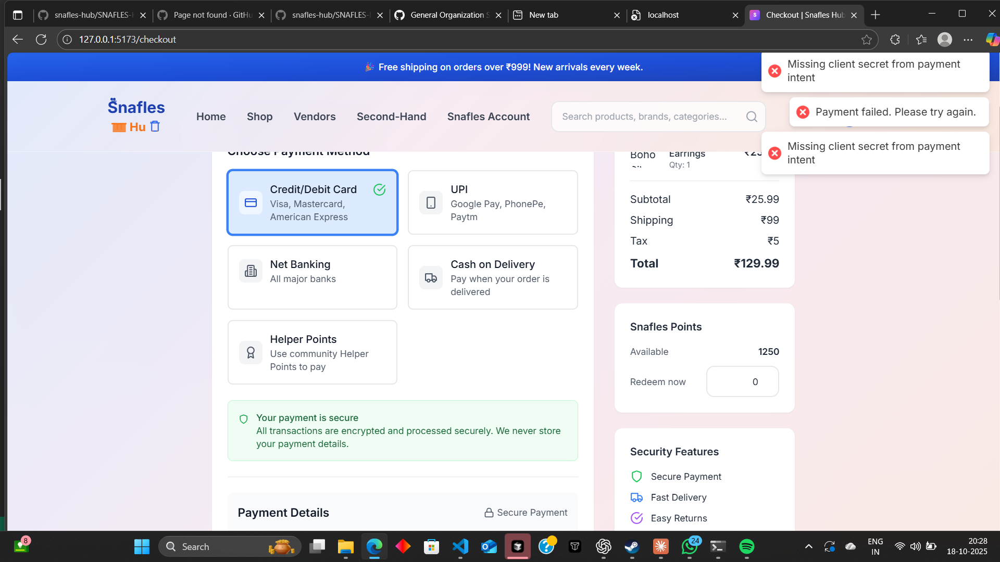 snafles-hub/SNAFLES-H
Page not found · GitHu
snafles-hub/SNAFLES-H
General Organization S
New tab
localhost
Checkout | Snafles Hub
127.0.0.1:5173/checkout
🎉 Free shipping on orders over ₹999! New arrivals every week.
Missing client secret from payment
intent
Payment failed. Please try again.
Missing client secret from payment
intent
Snafles
Hu
Home
Shop
Vendors
Second-Hand
Snafles Account
Search products, brands, categories...
Choose Payment Method
Credit/Debit Card
Visa, Mastercard,
American Express
UPI
Google Pay, PhonePe,
Paytm
Net Banking
All major banks
Cash on Delivery
Pay when your order is
delivered
Helper Points
Use community Helper
Points to pay
Your payment is secure
All transactions are encrypted and processed securely. We never store
your payment details.
Payment Details
Secure Payment
Boho
Earrings
Qty: 1
Subtotal
₹25.99
Shipping
₹99
Tax
₹5
Total
₹129.99
Snafles Points
Available
1250
Redeem now
0
Security Features
Secure Payment
Fast Delivery
Easy Returns
8
Search
24
ENG
IN
20:28
18-10-2025